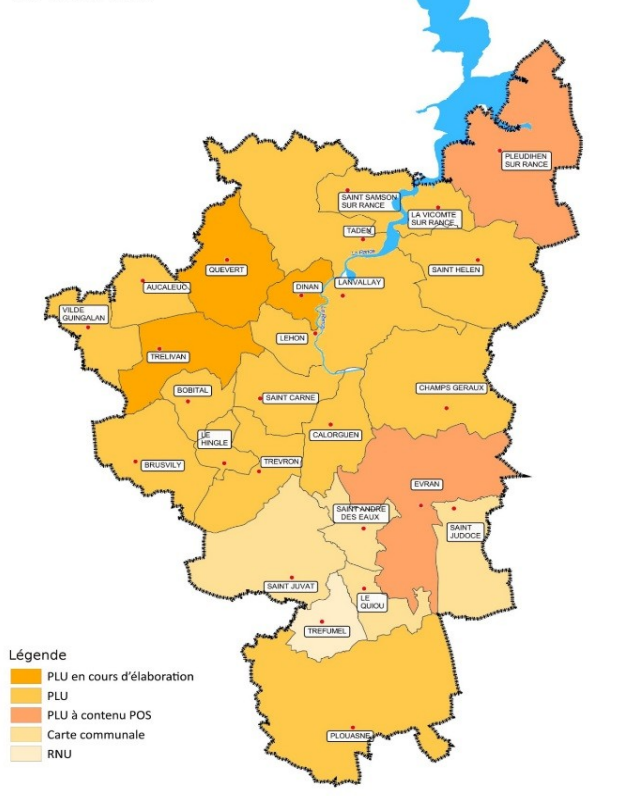 PLEUDIHEN
SUR RANCE
SAINT SAMSON
SUR RANCE
LA VICOMTE
SUR RANCE
TADEN
La Rance
QUEVERT
SAINT HELEN
AUCALEUC
DINAN
LANVALLAY
VILDE
GUINGALAN
LEHON
TRELIVAN
BOBITAL
SAINT CARNE
CHAMPS GERAUX
LE
HINGLE
CALORGUEN
BRUSVILY
TREVRON
EVRAN
SAINT ANDRE
DES EAUX
SAINT
JUDOCE
SAINT JUVAT
LE
QUIOU
TREFUMEL
PLOUASNE
Légende
PLU en cours d'élaboration
PLU
PLU à contenu POS
Carte communale
RNU